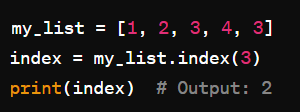 my_list = [1, 2, 3, 4, 3]
index = my_list.index(3)
print(index)  # Output: 2